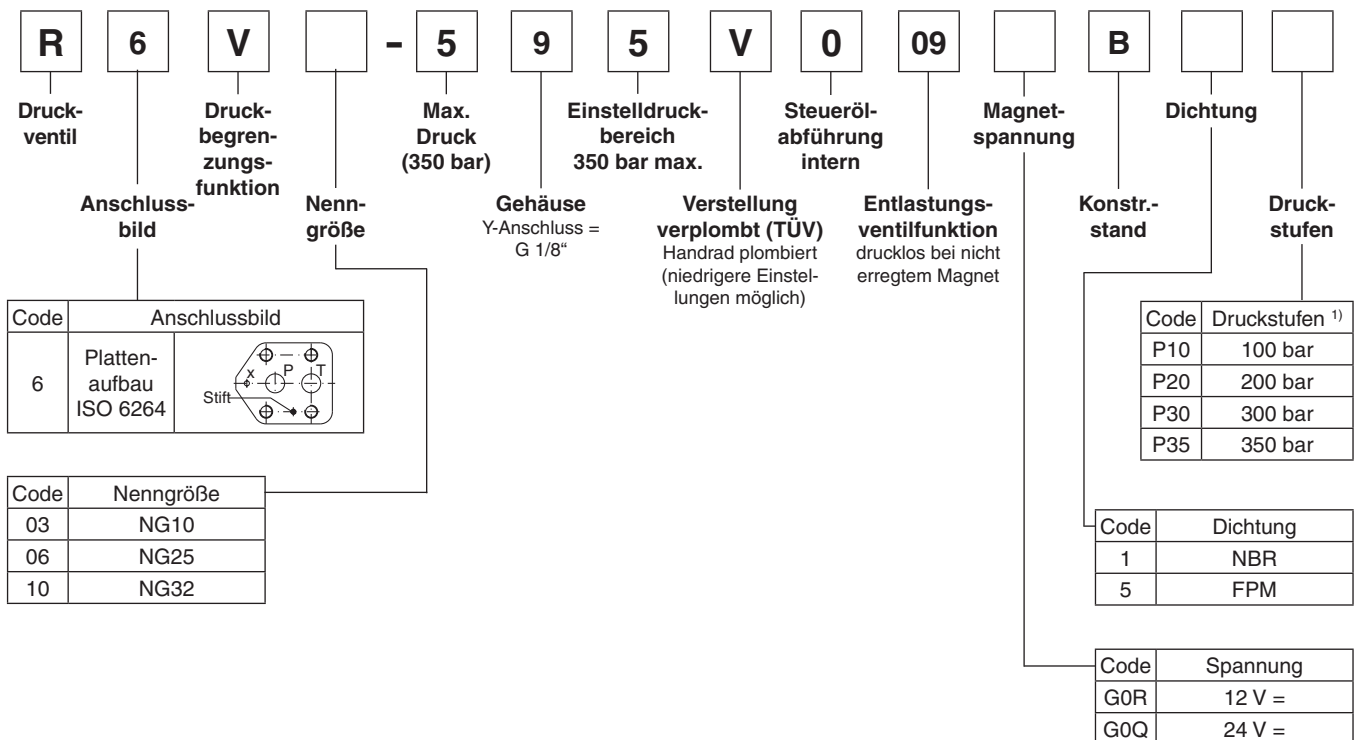 R 6 V - 5 9 5 V 0 09 B
Druck-
ventil
Druck-
begren-
zungs-
funktion
Max.
Druck
(350 bar)
Einstelldruck-
bereich
350 bar max.
Steueröl-
abführung
intern
Magnet-
spannung
Dichtung
Anschluss-
bild
Nenn-
größe
Gehäuse
Y-Anschluss =
G 1/8“
Verstellung
verplombt (TÜV)
Handrad plombiert
(niedrigere Einstel-
lungen möglich)
Entlastungs-
ventilfunktion
drucklos bei nicht
erregtem Magnet
Konstr.-
stand
Druck-
stufen
Code Anschlussbild
6 Platten-
aufbau
ISO 6264
x P T
Stift
Code Druckstufen 1)
P10 100 bar
P20 200 bar
P30 300 bar
P35 350 bar
Code Nenngröße
03 NG10
06 NG25
10 NG32
Code Dichtung
1 NBR
5 FPM
Code Spannung
G0R 12 V =
G0Q 24 V =